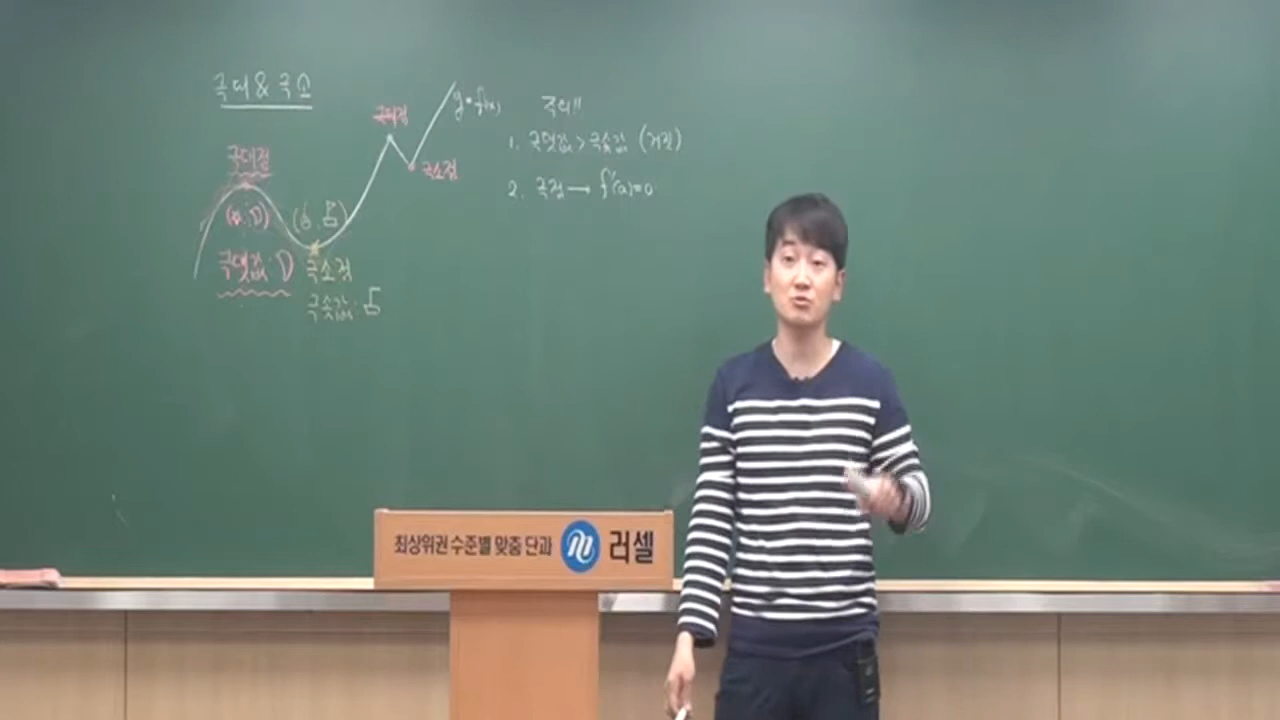 극대 & 극소
극대점
극댓값:
극소점
극솟값:
극대점
극소점
y=f(x)
주의!!
1. 극댓값>극솟값 (거짓)
2. 극점→f'(a)=0
최상위권 수준별 맞춤 단과 러셀